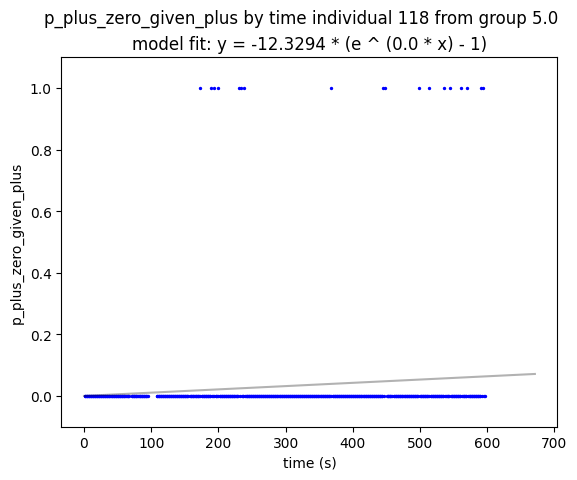 p_plus_zero_given_plus by time individual 118 from group 5.0
model fit: y = -12.3294 * (e ^ (0.0 * x) - 1)
1.0
0.8
0.6
0.4
0.2
0.0
p_plus_zero_given_plus
0 100 200 300 400 500 600 700
time (s)